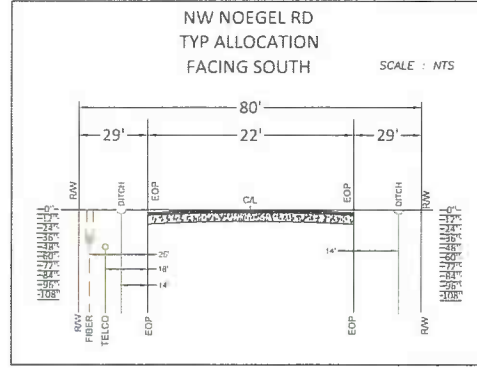 NW NOEGEL RD
TYP ALLOCATION
FACING SOUTH
SCALE : NTS
80'
29'
22'
29'
R/W
DITCH
EOP
C/L
EOP
DITCH
R/W
0"
-12"
-24"
-36"
-48"
-60"
-72"
-84"
-96"
-108"
0"
-12"
-24"
-36"
-48"
-60"
-72"
-84"
-96"
-108"
25'
18'
14'
14'
R/W
FIBER
TELCO
EOP
EOP
R/W